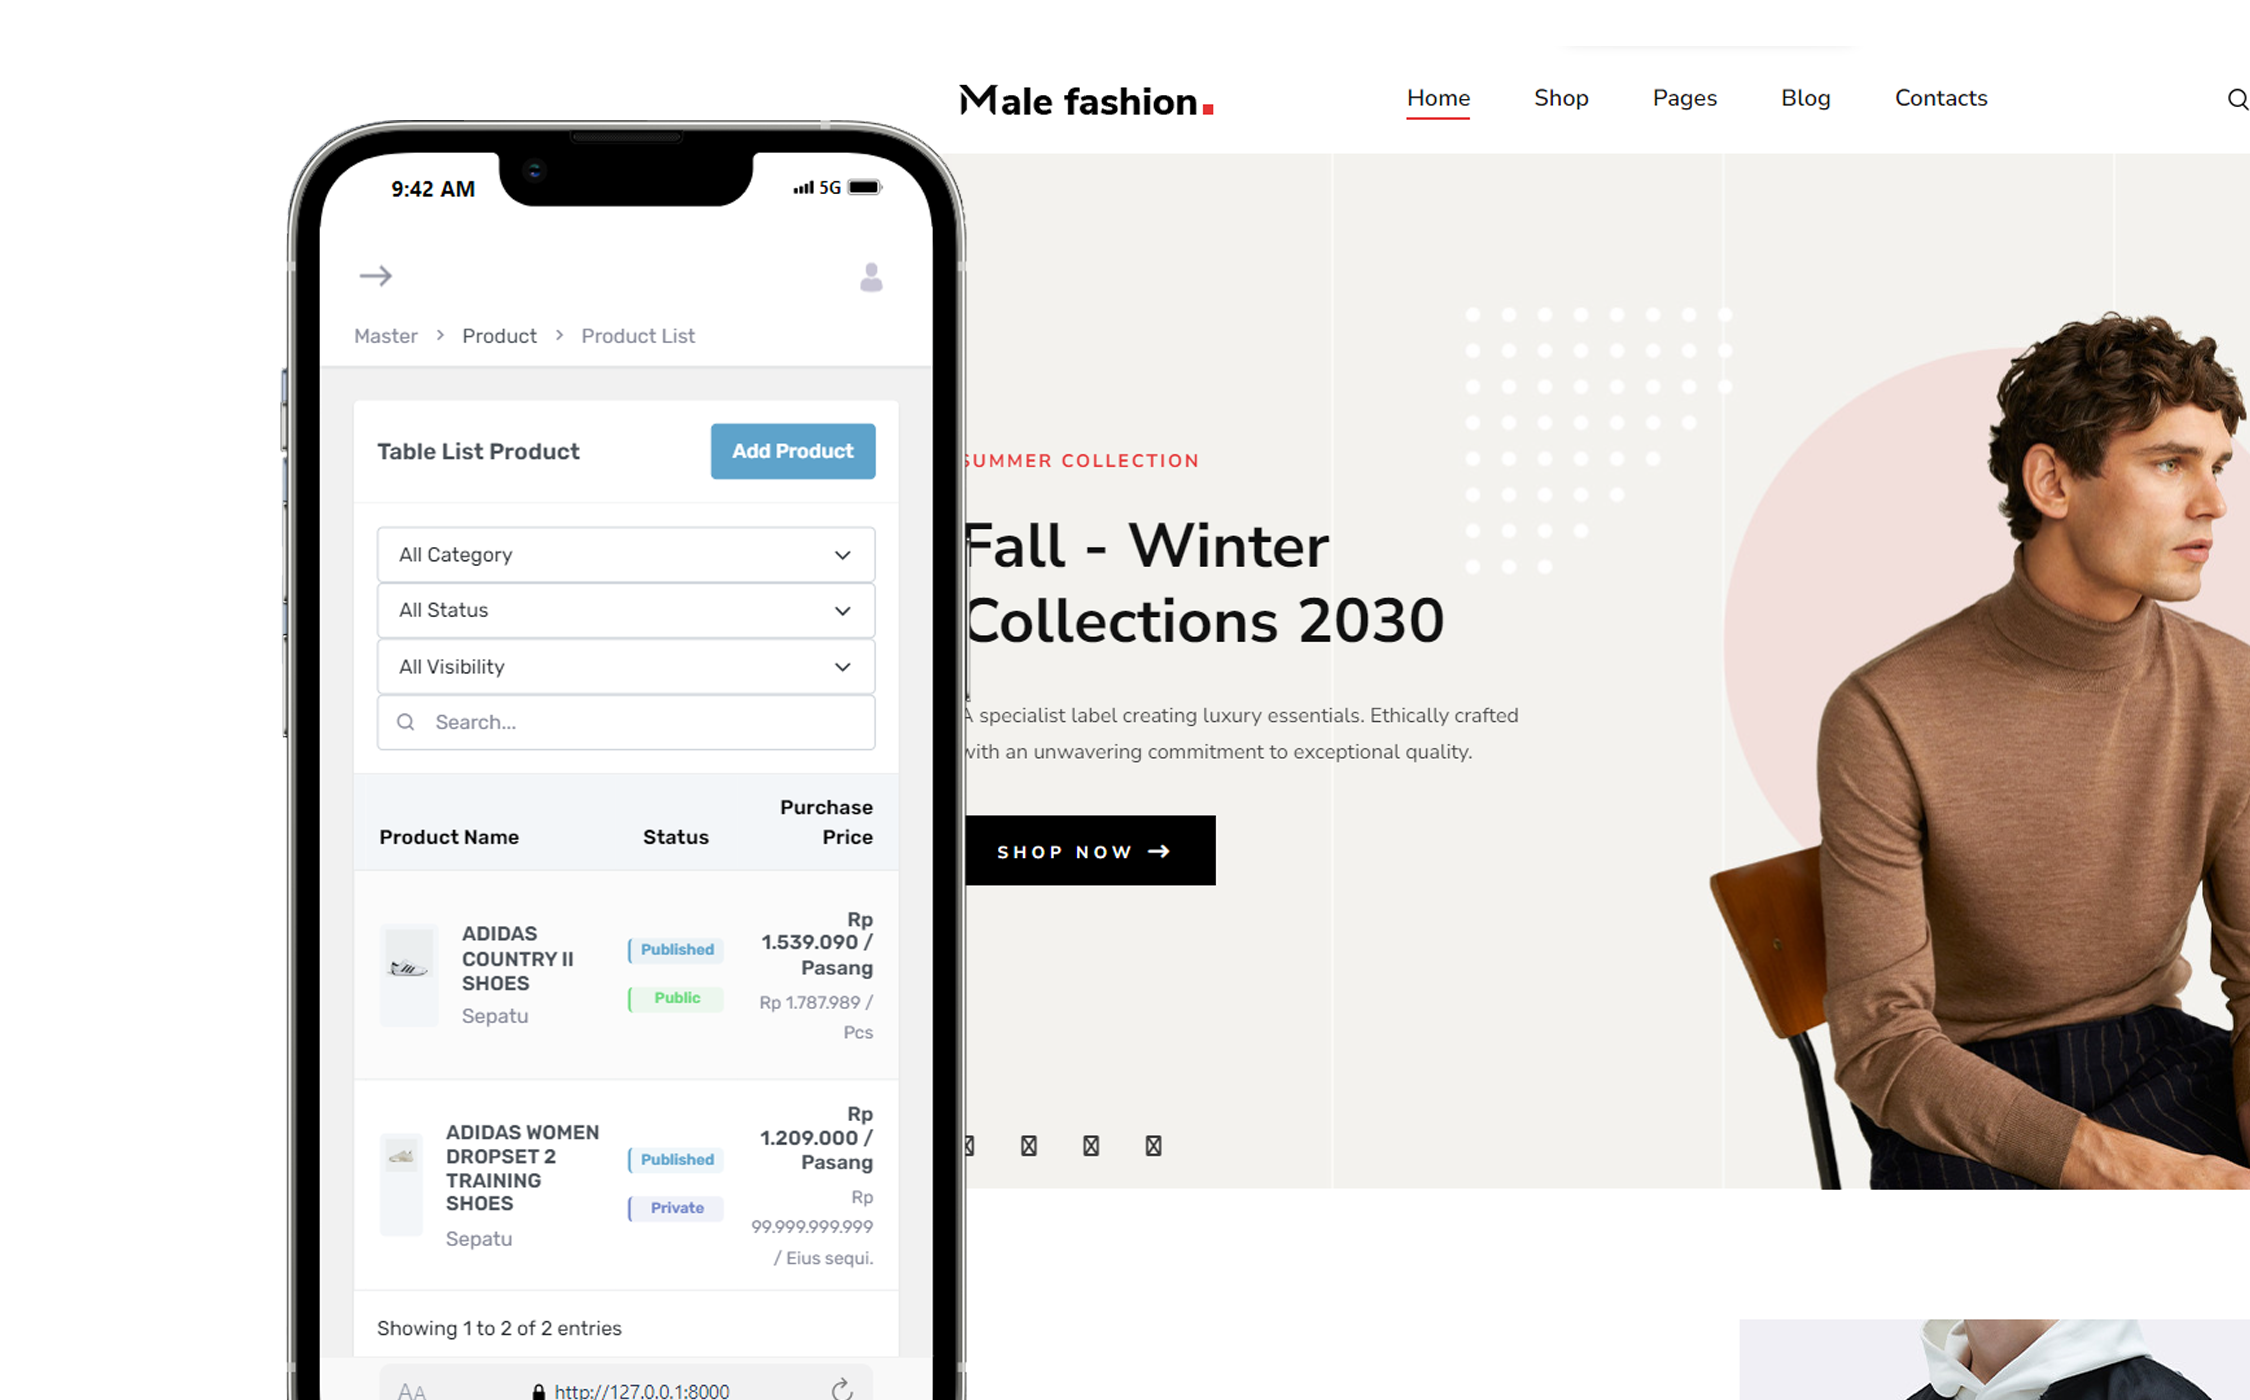 Male fashion.
Home
Shop
Pages
Blog
Contacts
SUMMER COLLECTION
Fall - Winter
Collections 2030
A specialist label creating luxury essentials. Ethically crafted
with an unwavering commitment to exceptional quality.
SHOP NOW
9:42 AM
5G
Master > Product > Product List
Table List Product
Add Product
All Category
All Status
All Visibility
Search...
Product Name
Status
Purchase
Price
ADIDAS
COUNTRY II
SHOES
Sepatu
Published
Public
Rp
1.539.090 /
Pasang
Rp 1.787.989 /
Pcs
ADIDAS WOMEN
DROPSET 2
TRAINING
SHOES
Sepatu
Published
Private
Rp
1.209.000 /
Pasang
Rp
99.999.999.999
/ Eius sequi.
Showing 1 to 2 of 2 entries
AA
http://127.0.0.1:8000